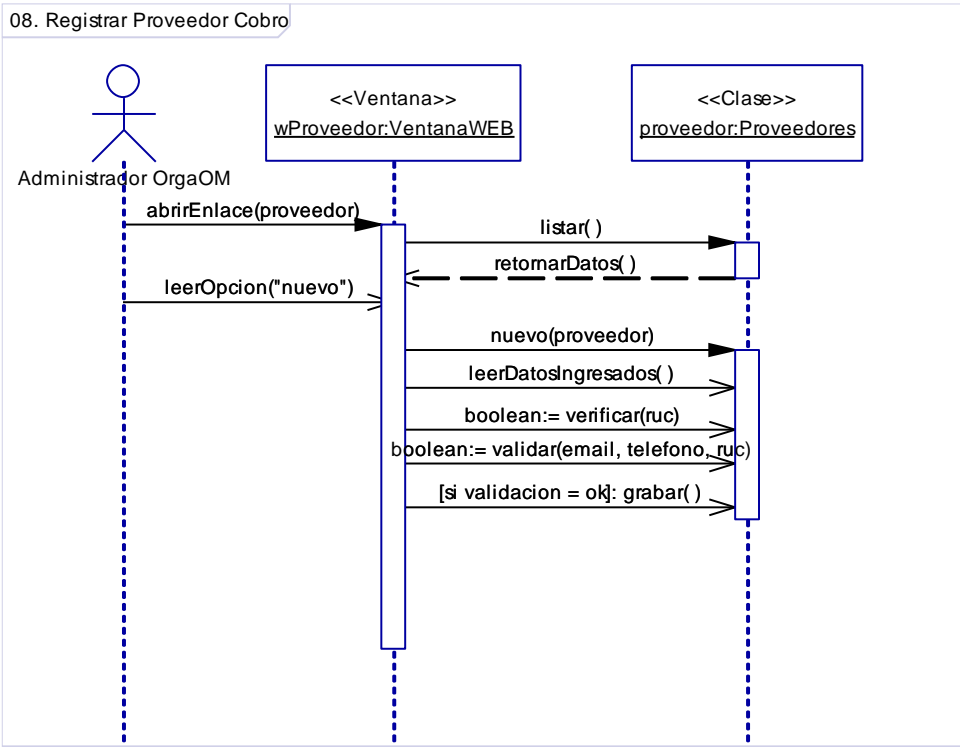 08. Registrar Proveedor Cobro
<<Ventana>>
wProveedor:VentanaWEB
<<Clase>>
proveedor:Proveedores
Administrador OrgaOM
abrirEnlace(proveedor)
listar( )
retornarDatos( )
leerOpcion("nuevo")
nuevo(proveedor)
leerDatosIngresados( )
boolean:= verificar(ruc)
boolean:= validar(email, telefono, ruc)
[si validacion = ok]: grabar( )